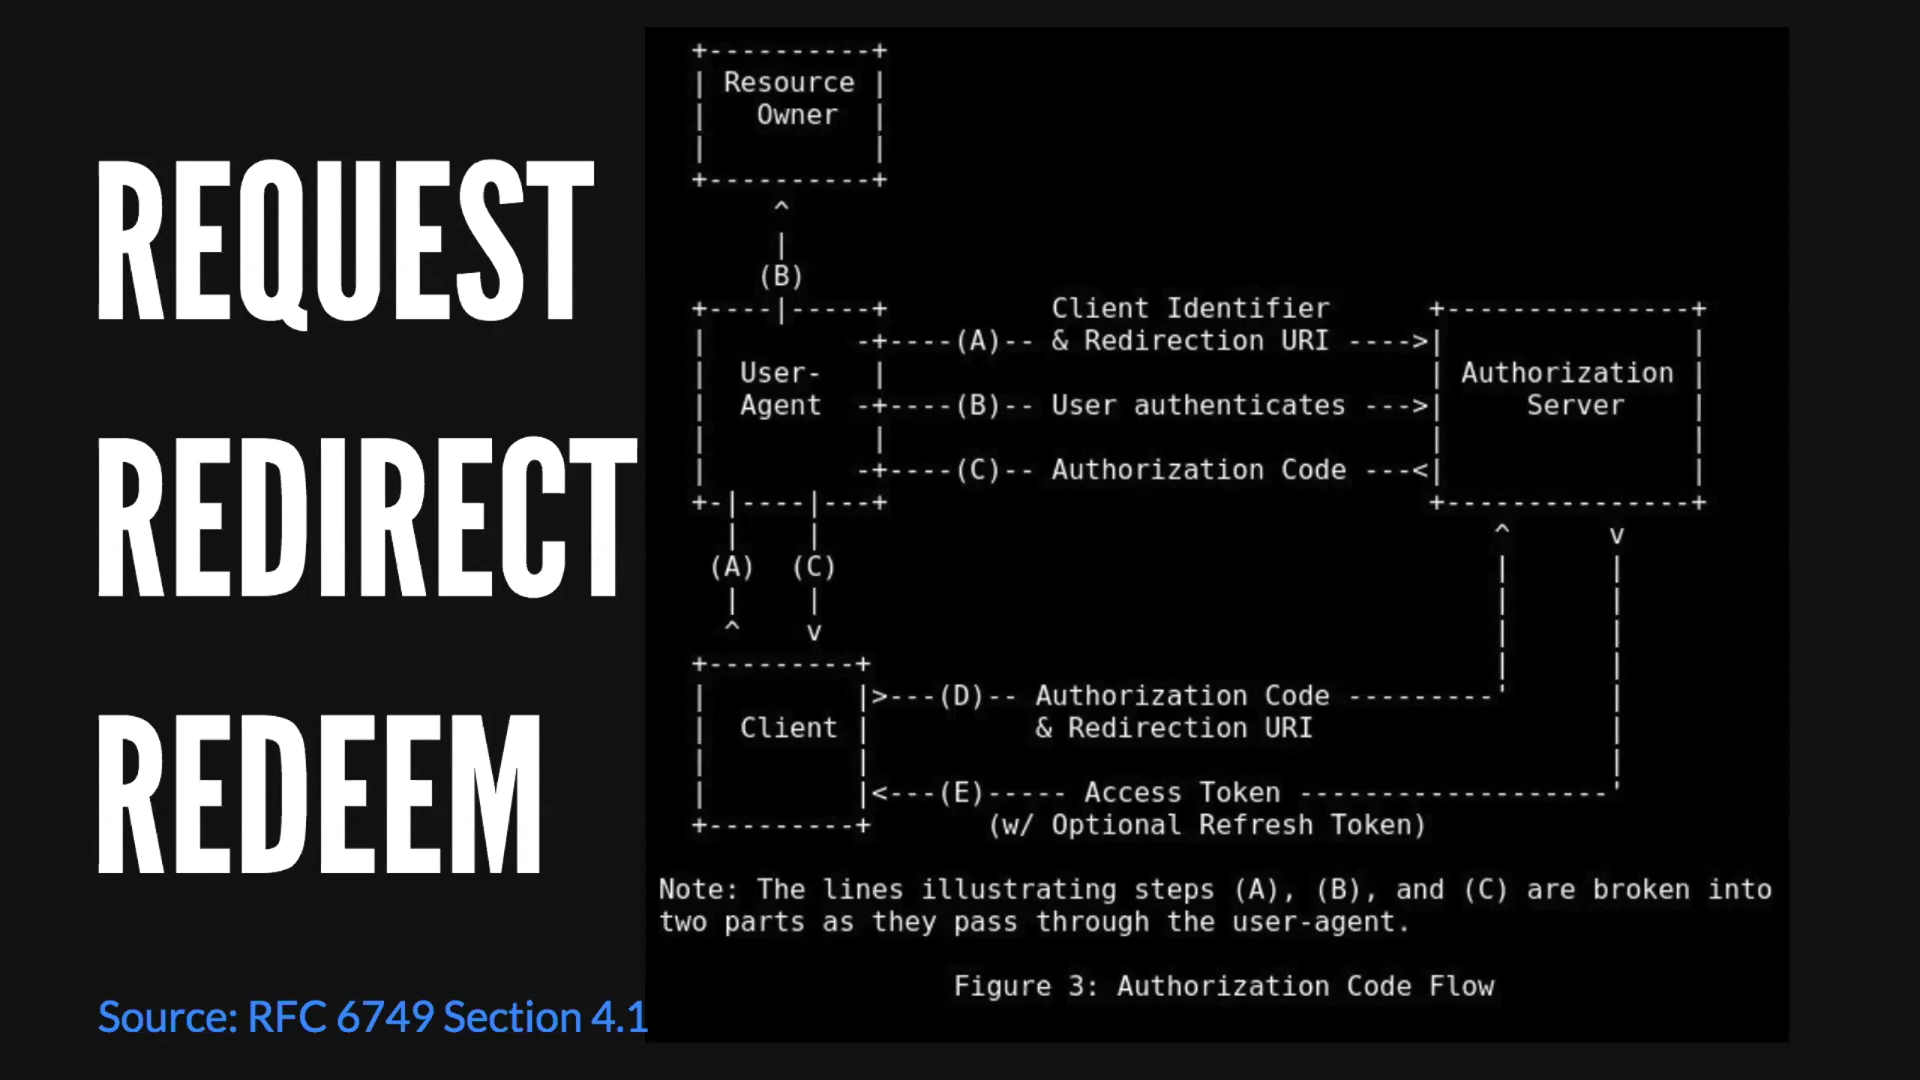 REQUEST
REDIRECT
REDEEM
Source: RFC 6749 Section 4.1
+----------+
| Resource |
|   Owner  |
|          |
+----------+
     ^
     |
    (B)
+----|-----+          Client Identifier      +---------------+
|         -+----(A)-- & Redirection URI ---->|               |
|  User-   |                                 | Authorization |
|  Agent  -+----(B)-- User authenticates --->|     Server    |
|          |                                 |               |
|         -+----(C)-- Authorization Code ---<|               |
+-|----|---+                                 +---------------+
  |    |                                         ^      v
 (A)  (C)                                        |      |
  |    |                                         |      |
  ^    v                                         |      |
+---------+                                      |      |
|         |>---(D)-- Authorization Code ---------'      |
|  Client |          & Redirection URI                  |
|         |                                             |
|         |<---(E)----- Access Token -------------------'
+---------+       (w/ Optional Refresh Token)
Note: The lines illustrating steps (A), (B), and (C) are broken into
two parts as they pass through the user-agent.
Figure 3: Authorization Code Flow